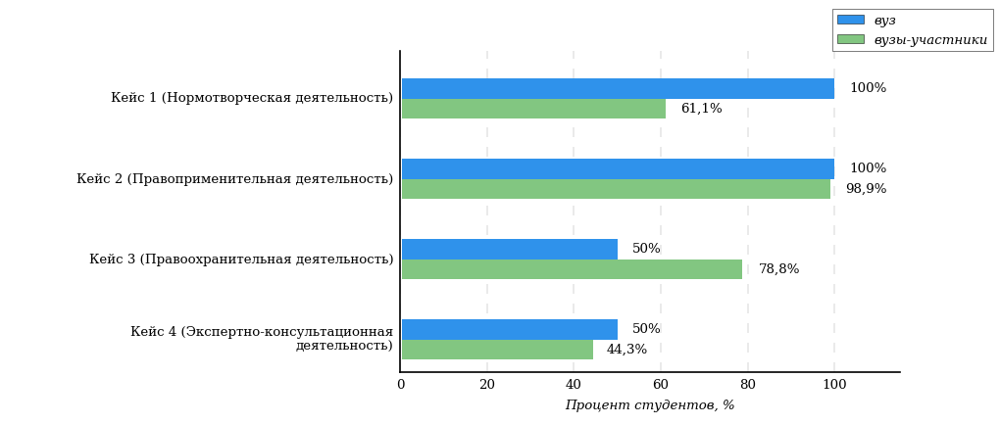 вуз
вузы-участники
Кейс 1 (Нормотворческая деятельность)
100%
61,1%
Кейс 2 (Правоприменительная деятельность)
100%
98,9%
Кейс 3 (Правоохранительная деятельность)
50%
78,8%
Кейс 4 (Экспертно-консультационная
деятельность)
50%
44,3%
0 20 40 60 80 100
Процент студентов, %